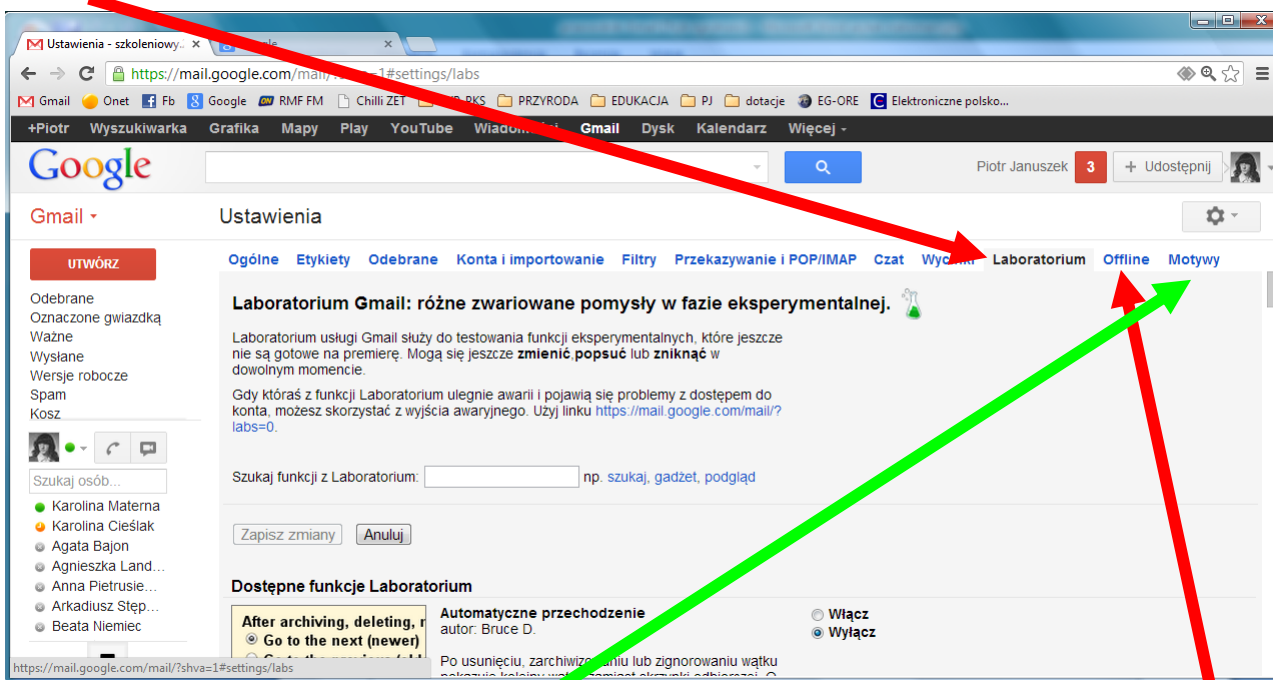 Ustawienia - szkoleniowy..
https://mail.google.com/mail/?shva=1#settings/labs
Gmail Onet Fb Google RMF FM Chilli ZET PRZYRODA EDUKACJA PJ dotacje EG-ORE Elektroniczne polsko...
+Piotr Wyszukiwarka Grafika Mapy Play YouTube Gmail Dysk Kalendarz Więcej
Google Piotr Januszek 3 + Udostępnij
Gmail Ustawienia
UTWÓRZ Ogólne Etykiety Odebrane Konta i importowanie Filtry Przekazywanie i POP/IMAP Czat Laboratorium Offline Motywy
Odebrane
Oznaczone gwiazdką
Ważne
Wysłane
Wersje robocze
Spam
Kosz
Szukaj osób...
Karolina Materna
Karolina Cieślak
Agata Bajon
Agnieszka Land...
Anna Pietrusie...
Arkadiusz Stęp...
Beata Niemiec
Laboratorium Gmail: różne zwariowane pomysły w fazie eksperymentalnej.
Laboratorium usługi Gmail służy do testowania funkcji eksperymentalnych, które jeszcze
nie są gotowe na premierę. Mogą się jeszcze zmienić,popsuć lub zniknąć w
dowolnym momencie.
Gdy któraś z funkcji Laboratorium ulegnie awarii i pojawią się problemy z dostępem do
konta, możesz skorzystać z wyjścia awaryjnego. Użyj linku https://mail.google.com/mail/?
labs=0.
Szukaj funkcji z Laboratorium: np. szukaj, gadżet, podgląd
Zapisz zmiany Anuluj
Dostępne funkcje Laboratorium
After archiving, deleting, r
Go to the next (newer)
Automatyczne przechodzenie
autor: Bruce D.
Włącz
Wyłącz
Po usunięciu, zarchiwizowaniu lub zignorowaniu wątku
https://mail.google.com/mail/?shva=1#settings/labs